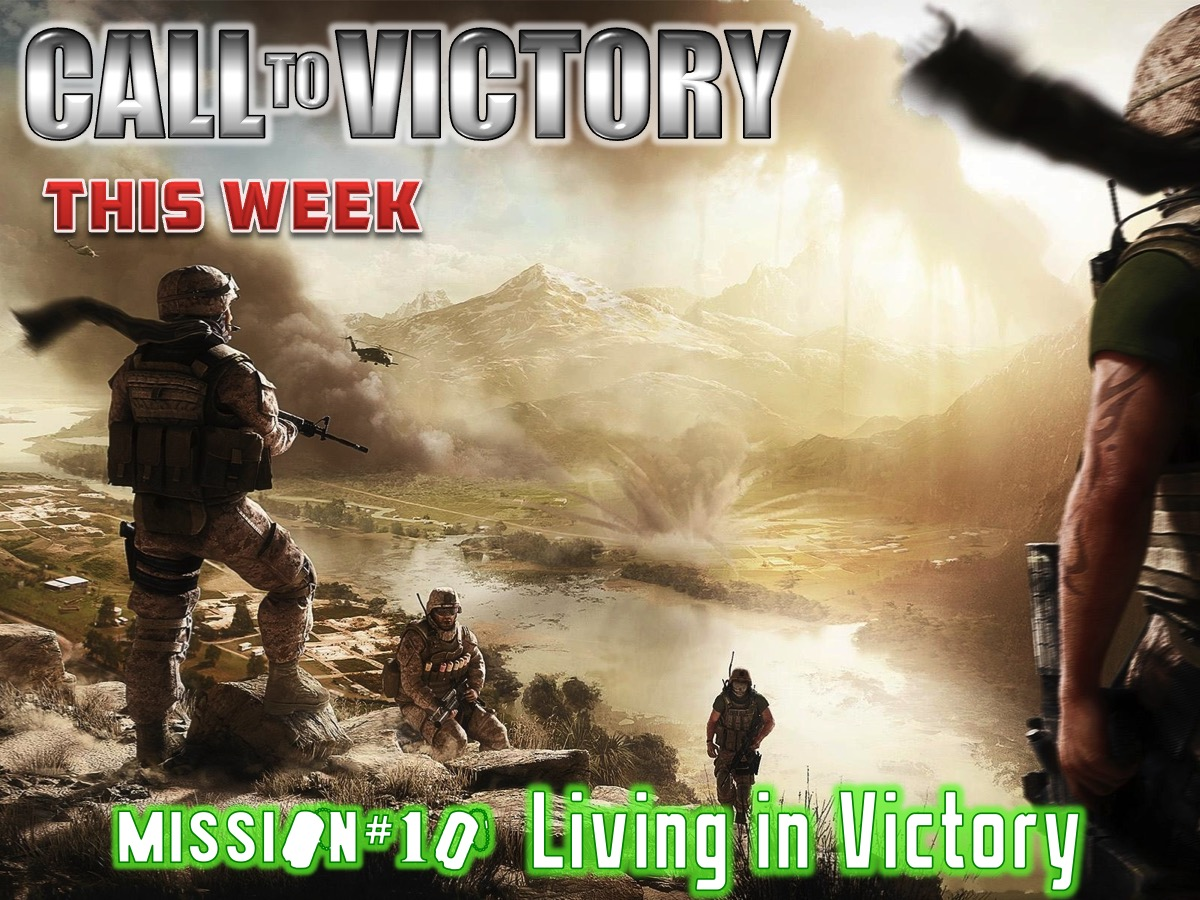 CALL TO VICTORY
THIS WEEK
MISSION#10 Living in Victory